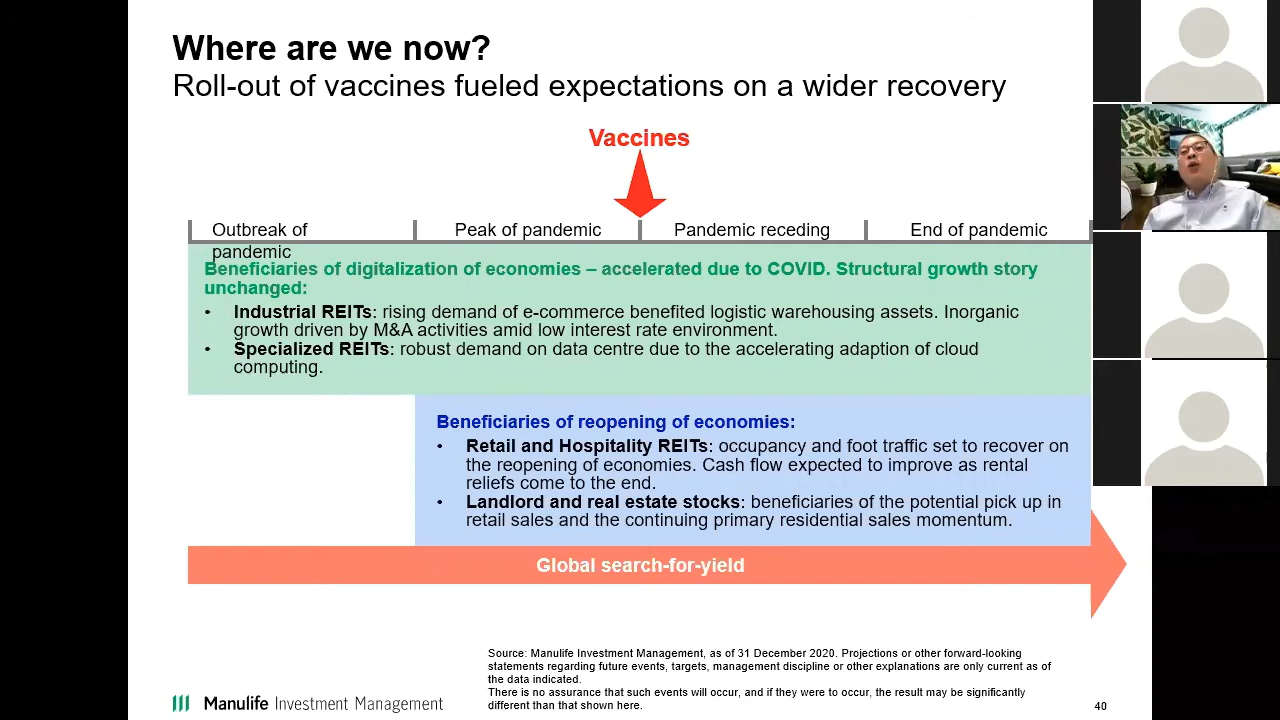 Where are we now?
Roll-out of vaccines fueled expectations on a wider recovery
Vaccines
Outbreak of
pandemic
Peak of pandemic
Pandemic receding
End of pandemic
Beneficiaries of digitalization of economies – accelerated due to COVID. Structural growth story
unchanged:
• Industrial REITs: rising demand of e-commerce benefited logistic warehousing assets. Inorganic
growth driven by M&A activities amid low interest rate environment.
• Specialized REITs: robust demand on data centre due to the accelerating adaption of cloud
computing.
Beneficiaries of reopening of economies:
• Retail and Hospitality REITs: occupancy and foot traffic set to recover on
the reopening of economies. Cash flow expected to improve as rental
reliefs come to the end.
• Landlord and real estate stocks: beneficiaries of the potential pick up in
retail sales and the continuing primary residential sales momentum.
Global search-for-yield
Source: Manulife Investment Management, as of 31 December 2020. Projections or other forward-looking
statements regarding future events, targets, management discipline or other explanations are only current as of
the data indicated.
There is no assurance that such events will occur, and if they were to occur, the result may be significantly
different than that shown here.
Manulife Investment Management
40